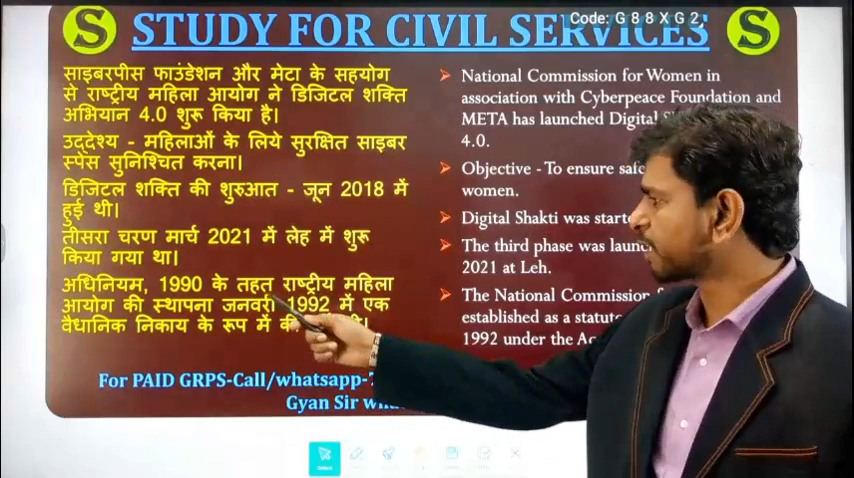 S STUDY FOR CIVIL SERVICES S
Code: G 8 8 X G 2
साइबरपीस फाउंडेशन और मेटा के सहयोग
से राष्ट्रीय महिला आयोग ने डिजिटल शक्ति
अभियान 4.0 शुरू किया है।
उद्देश्य - महिलाओं के लिये सुरक्षित साइबर
स्पेस सुनिश्चित करना।
डिजिटल शक्ति की शुरुआत - जून 2018 में
हुई थी।
तीसरा चरण मार्च 2021 में लेह में शुरू
किया गया था।
अधिनियम, 1990 के तहत राष्ट्रीय महिला
आयोग की स्थापना जनवरी 1992 में एक
वैधानिक निकाय के रूप में
National Commission for Women in
association with Cyberpeace Foundation and
META has launched Digital
4.0.
Objective - To ensure safe
women.
Digital Shakti was
The third phase was
2021 at Leh.
The National Commission
established as a
1992 under the
For PAID GRPS-Call/whatsapp-
Gyan Sir